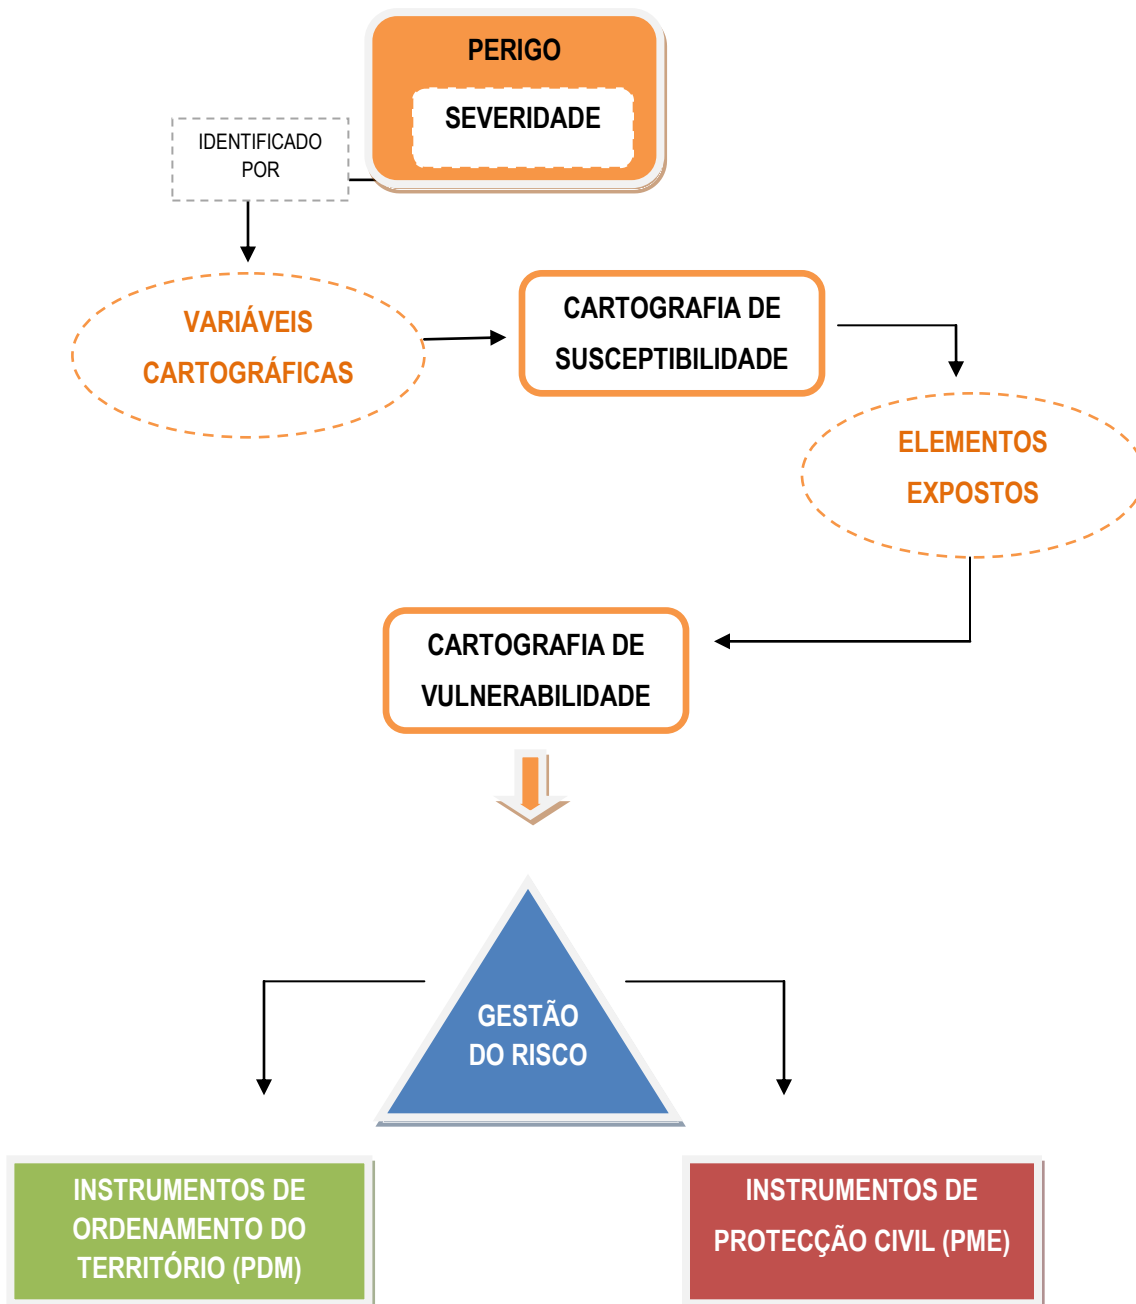 PERIGO
SEVERIDADE
IDENTIFICADO
POR
VARIÁVEIS
CARTOGRÁFICAS
CARTOGRAFIA DE
SUSCEPTIBILIDADE
ELEMENTOS
EXPOSTOS
CARTOGRAFIA DE
VULNERABILIDADE
GESTÃO
DO RISCO
INSTRUMENTOS DE
ORDENAMENTO DO
TERRITÓRIO (PDM)
INSTRUMENTOS DE
PROTECÇÃO CIVIL (PME)